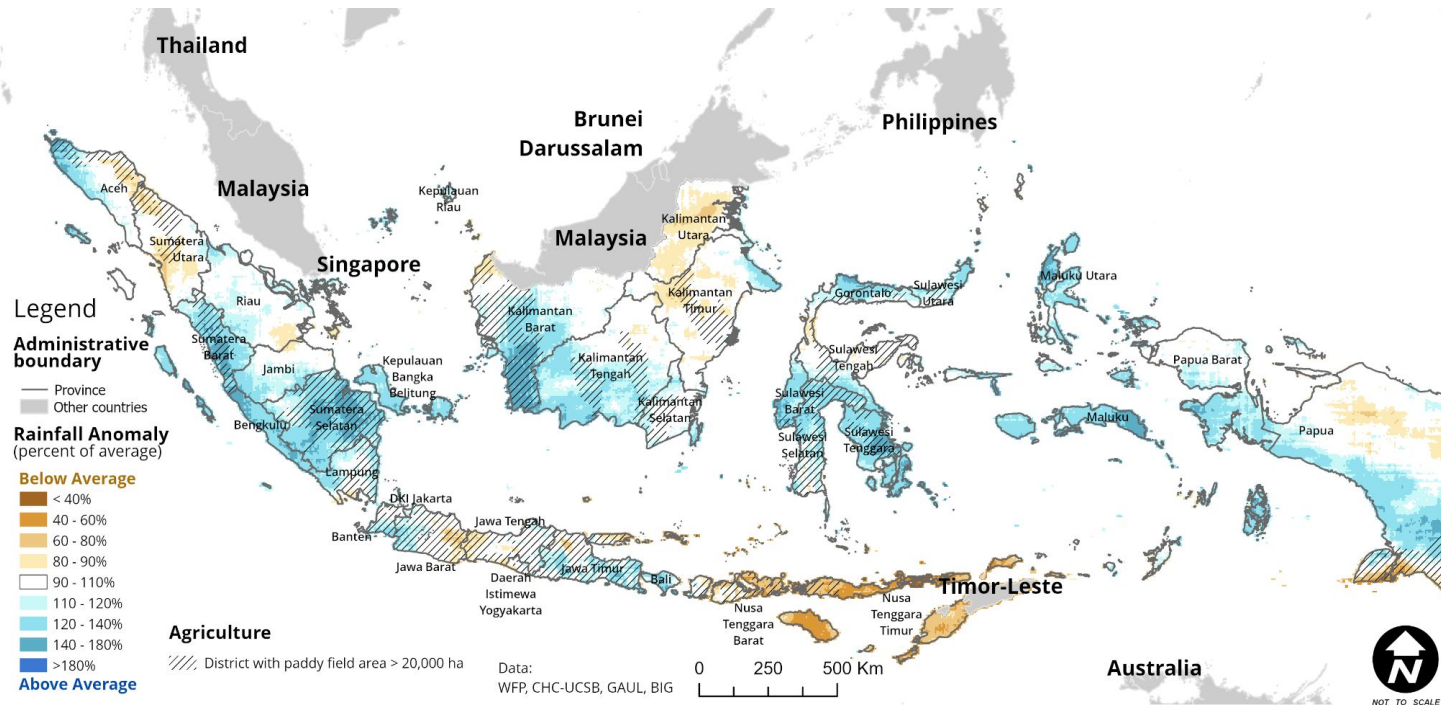 Thailand
Brunei
Darussalam
Philippines
Malaysia
Aceh
Kepulauan
Riau
Sumatera
Utara
Singapore
Malaysia
Kalimantan
Utara
Riau
Kalimantan
Barat
Kalimantan
Timur
Gorontalo
Sulawesi
Utara
Maluku Utara
Sumatera
Barat
Jambi
Kepulauan
Bangka
Belitung
Kalimantan
Tengah
Sulawesi
Tengah
Papua Barat
Bengkulu
Sumatera
Selatan
Kalimantan
Selatan
Sulawesi
Barat
Sulawesi
Selatan
Sulawesi
Tenggara
Maluku
Papua
Lampung
DKI Jakarta
Banten
Jawa Barat
Jawa Tengah
Daerah
Istimewa
Yogyakarta
Jawa Timur
Bali
Nusa
Tenggara
Barat
Nusa
Tenggara
Timur
Timor-Leste
Australia
Legend
Administrative
boundary
Province
Other countries
Rainfall Anomaly
(percent of average)
Below Average
< 40%
40 - 60%
60 - 80%
80 - 90%
90 - 110%
110 - 120%
120 - 140%
140 - 180%
>180%
Above Average
Agriculture
District with paddy field area > 20,000 ha
Data:
WFP, CHC-UCSB, GAUL, BIG
0 250 500 Km
N
NOT TO SCALE